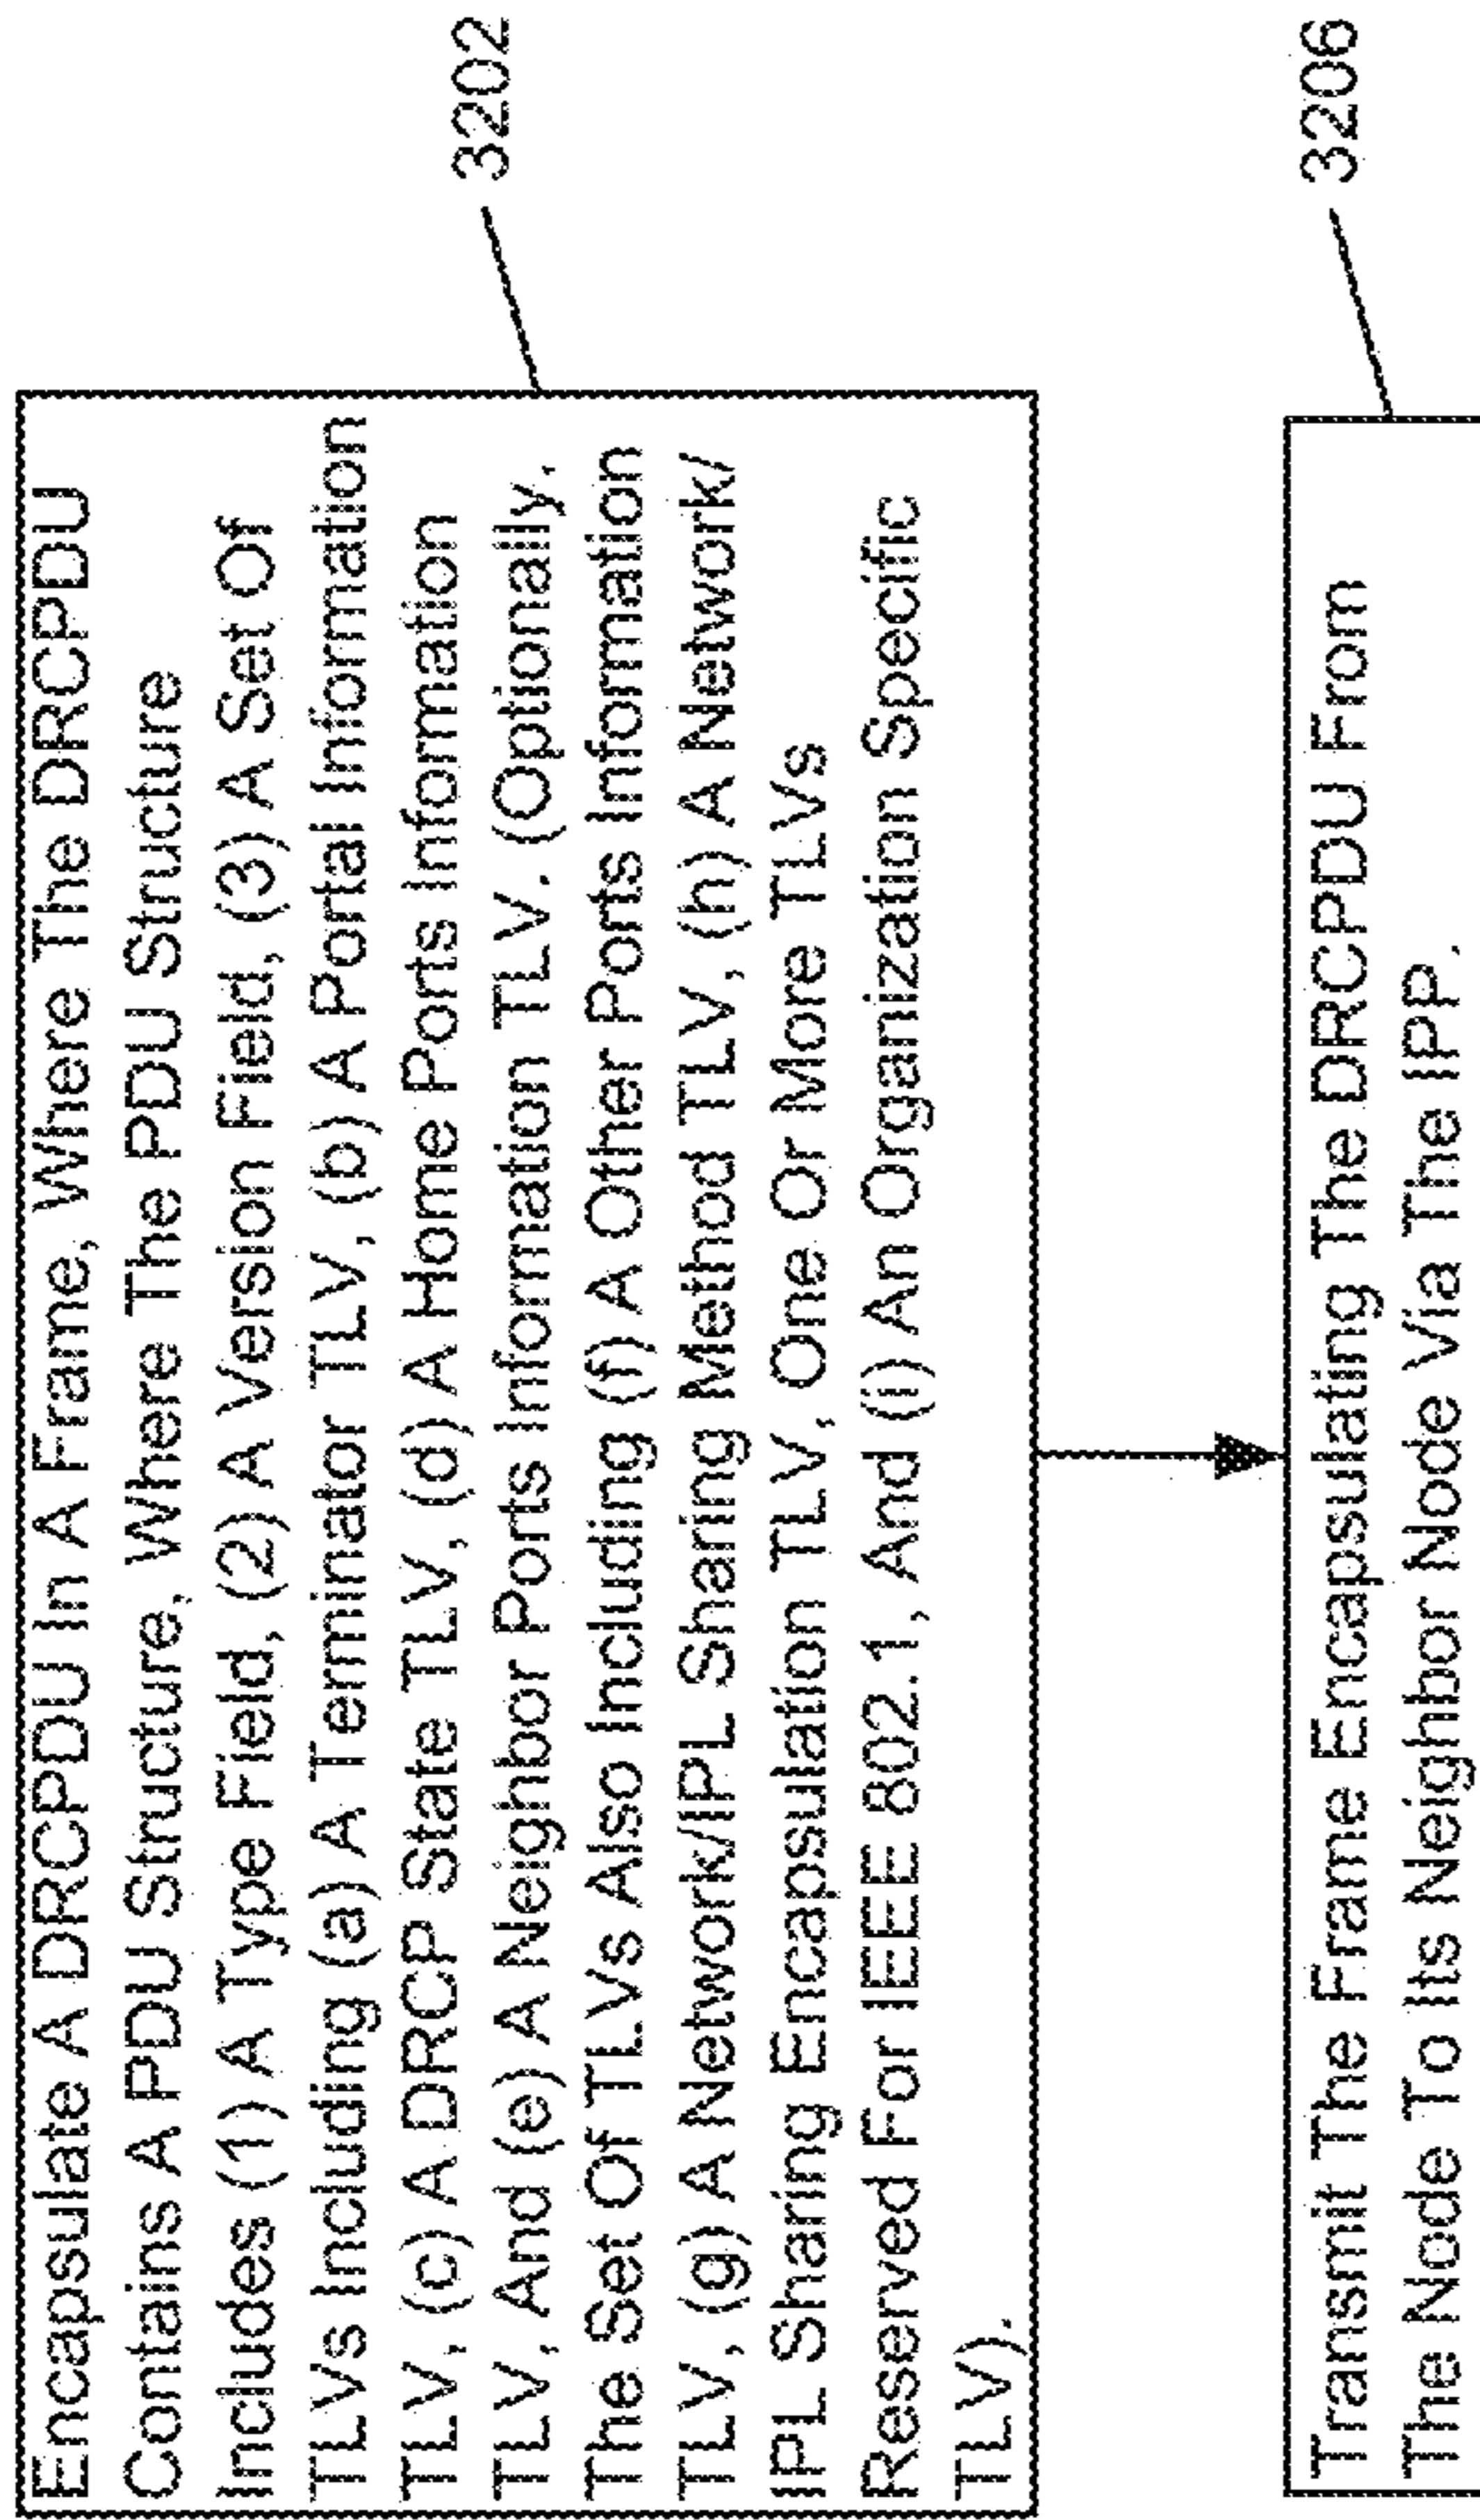 Encapsulate A DRCPDU In A Frame, Where The DRCPDU
Contains A PDU Structure, Where The PDU Structure
Includes (1) A Type Field, (2) A Version Field, (3) A Set Of
TLVs Including (a) A Terminator TLV, (b) A Portal Information
TLV, (c) A DRCP State TLV, (d) A Home Ports Information
TLV, And (e) A Neighbor Ports Information TLV. (Optionally,
The Set Of TLVs Also Including (f) A Other Ports Information
TLV, (g) A Network/IPL Sharing Method TLV, (h) A Network/
IPL Sharing Encapsulation TLV, One Or More TLVs
Reserved For IEEE 802.1, And (i) An Organization Specific
TLV).
3202
Transmit The Frame Encapsulating The DRCPDU From
The Node To Its Neighbor Node Via The IPP.
3206